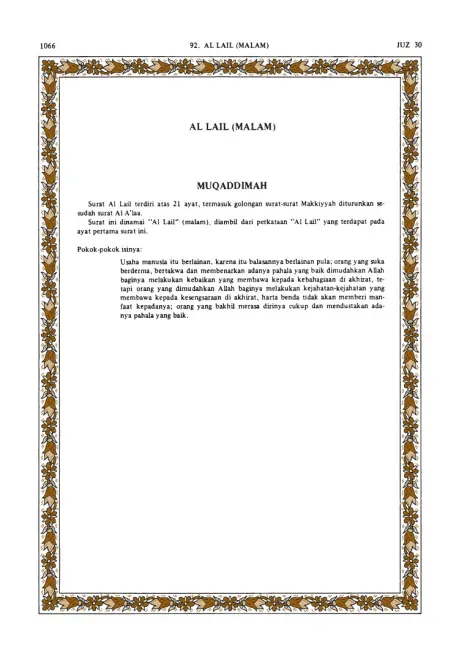 1066 92. AL LAIL (MALAM) JUZ 30
AL LAIL (MALAM)
MUQADDIMAH
Surat Al Lail terdiri atas 21 ayat, termasuk golongan surat-surat Makkiyyah diturunkan se-
sudah surat Al A'laa.
Surat ini dinamai "Al Lail" (malam), diambil dari perkataan "Al Lail" yang terdapat pada
ayat pertama surat ini.
Pokok-pokok isinya:
Usaha manusia itu berlainan, karena itu balasannya berlainan pula; orang yang suka
berderma, bertakwa dan membenarkan adanya pahala yang baik dimudahkan Allah
baginya melakukan kebaikan yang membawa kepada kebahagiaan di akhirat, te-
tapi orang yang dimudahkan Allah baginya melakukan kejahatan-kejahatan yang
membawa kepada kesengsaraan di akhirat, harta benda tidak akan memberi man-
faat kepadanya; orang yang bakhil merasa dirinya cukup dan mendustakan ada-
nya pahala yang baik.